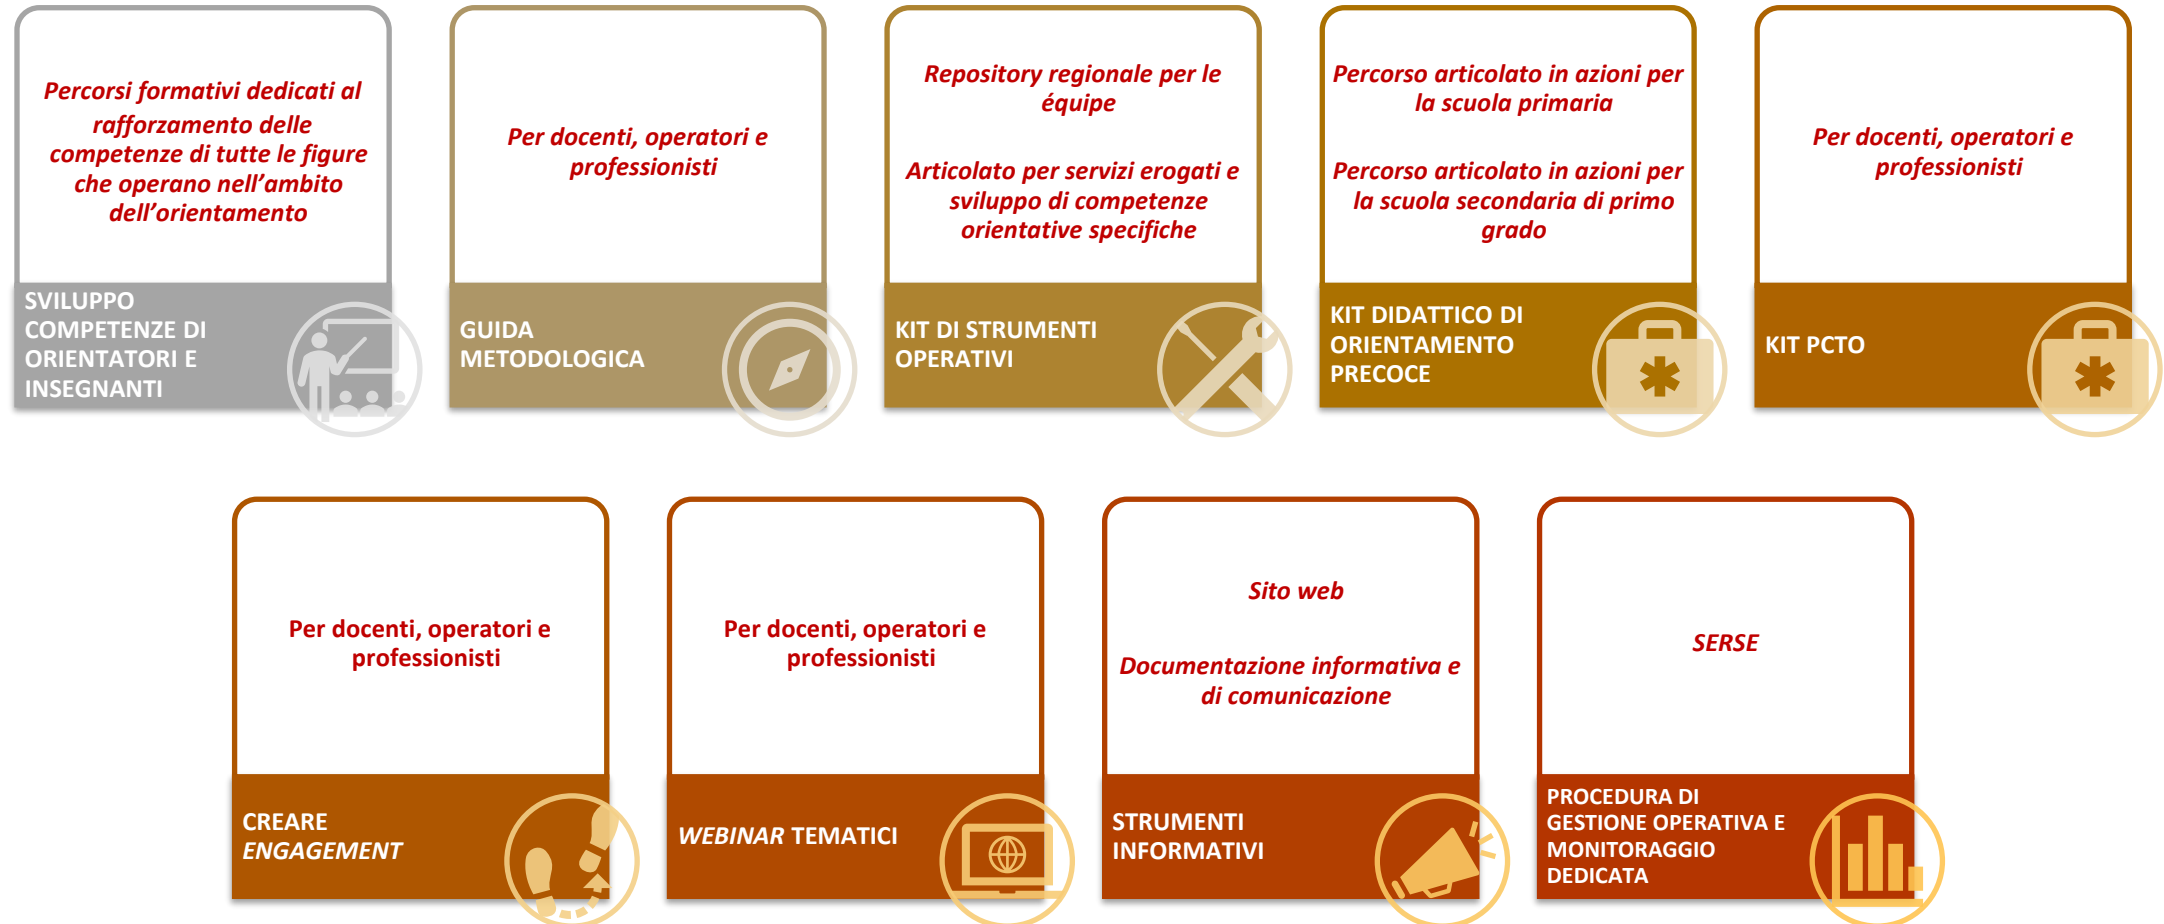 Percorsi formativi dedicati al
rafforzamento delle
competenze di tutte le figure
che operano nell’ambito
dell’orientamento
SVILUPPO
COMPETENZE DI
ORIENTATORI E
INSEGNANTI
Per docenti, operatori e
professionisti
GUIDA
METODOLOGICA
Repository regionale per le
équipe
Articolato per servizi erogati e
sviluppo di competenze
orientative specifiche
KIT DI STRUMENTI
OPERATIVI
Percorso articolato in azioni per
la scuola primaria
Percorso articolato in azioni per
la scuola secondaria di primo
grado
KIT DIDATTICO DI
ORIENTAMENTO
PRECOCE
Per docenti, operatori e
professionisti
KIT PCTO
Per docenti, operatori e
professionisti
CREARE
ENGAGEMENT
Per docenti, operatori e
professionisti
WEBINAR TEMATICI
Sito web
Documentazione informativa e
di comunicazione
STRUMENTI
INFORMATIVI
SERSE
PROCEDURA DI
GESTIONE OPERATIVA E
MONITORAGGIO
DEDICATA